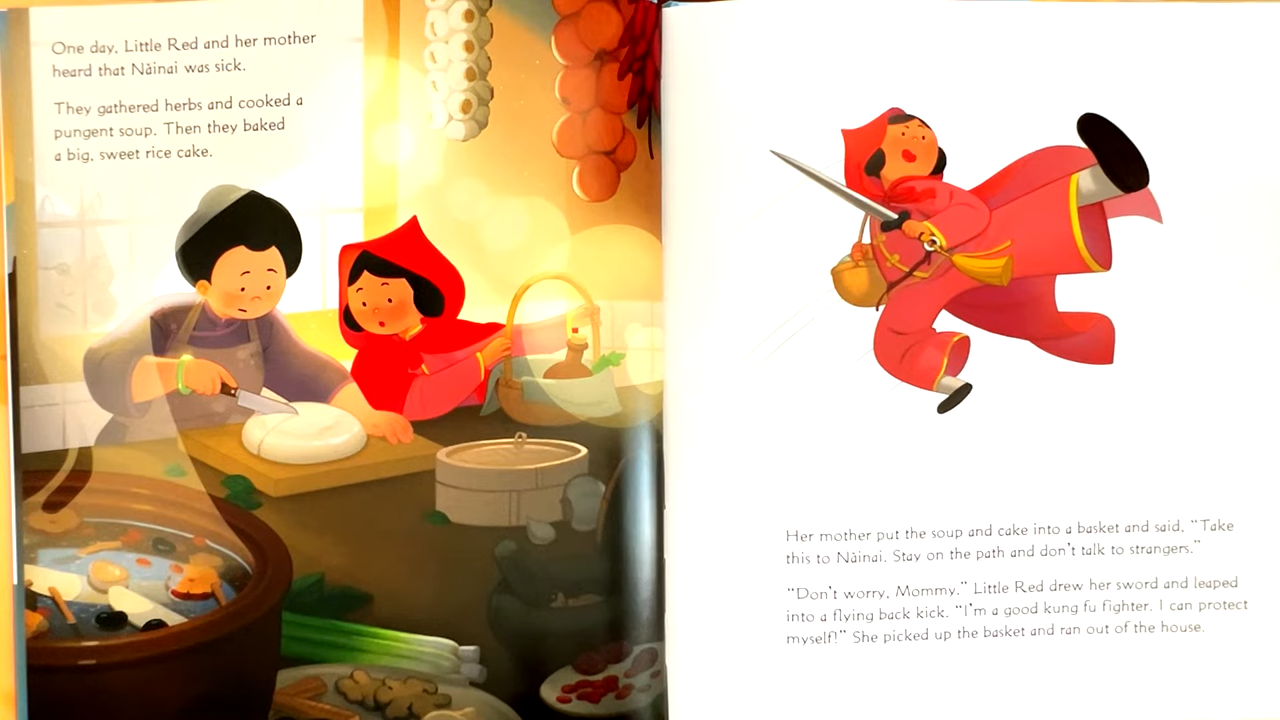 One day, Little Red and her mother
heard that Nǎinai was sick.
They gathered herbs and cooked a
pungent soup. Then they baked
a big, sweet rice cake.
Her mother put the soup and cake into a basket and said, “Take
this to Nǎinai. Stay on the path and don’t talk to strangers.”
“Don’t worry, Mommy.” Little Red drew her sword and leaped
into a flying back kick. “I’m a good kung fu fighter. I can protect
myself!” She picked up the basket and ran out of the house.